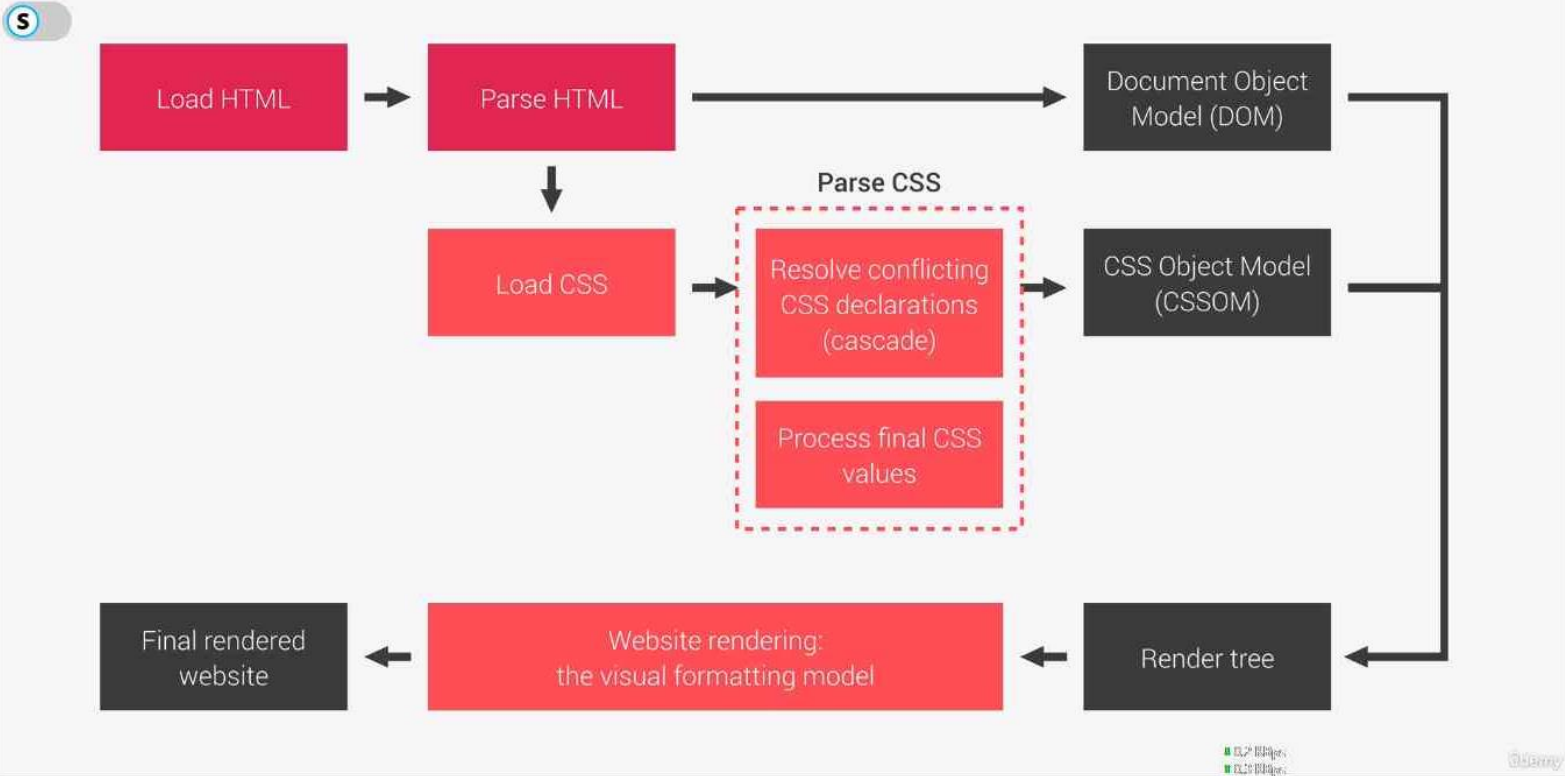 S
Load HTML
Parse HTML
Document Object
Model (DOM)
Parse CSS
Load CSS
Resolve conflicting
CSS declarations
(cascade)
CSS Object Model
(CSSOM)
Process final CSS
values
Final rendered
website
Website rendering:
the visual formatting model
Render tree
Udemy